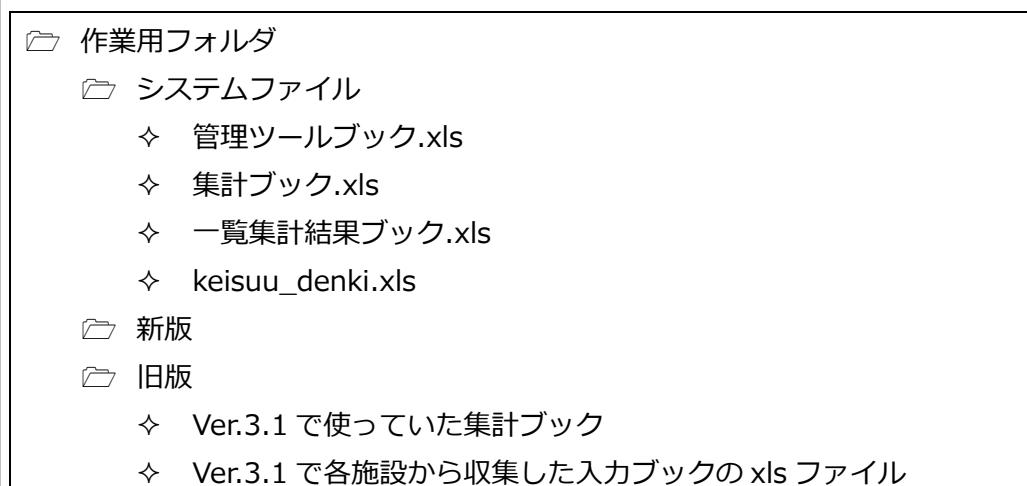 作業用フォルダ
システムファイル
管理ツールブック.xls
集計ブック.xls
一覧集計結果ブック.xls
keisuu_denki.xls
新版
旧版
Ver.3.1 で使っていた集計ブック
Ver.3.1 で各施設から収集した入力ブックの xls ファイル